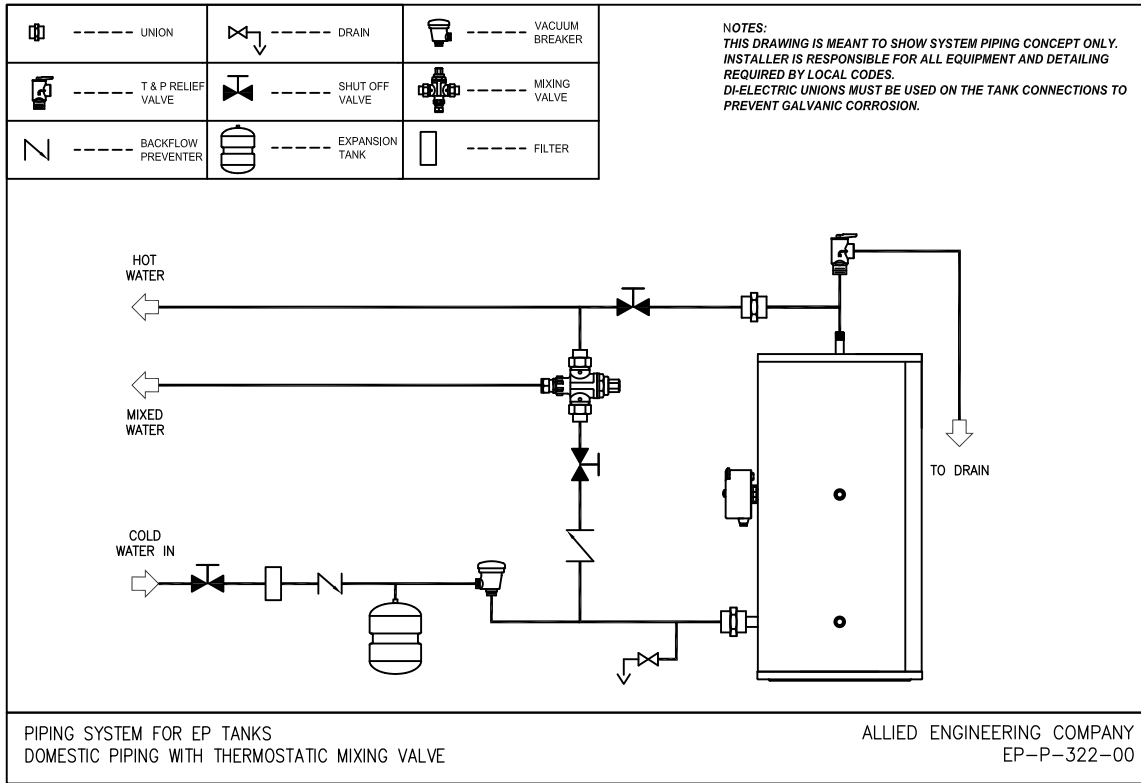 UNION
DRAIN
VACUUM
BREAKER
T & P RELIEF
VALVE
SHUT OFF
VALVE
MIXING
VALVE
BACKFLOW
PREVENTER
EXPANSION
TANK
FILTER
NOTES:
THIS DRAWING IS MEANT TO SHOW SYSTEM PIPING CONCEPT ONLY.
INSTALLER IS RESPONSIBLE FOR ALL EQUIPMENT AND DETAILING
REQUIRED BY LOCAL CODES.
DI-ELECTRIC UNIONS MUST BE USED ON THE TANK CONNECTIONS TO
PREVENT GALVANIC CORROSION.
HOT
WATER
MIXED
WATER
TO DRAIN
COLD
WATER IN
PIPING SYSTEM FOR EP TANKS
DOMESTIC PIPING WITH THERMOSTATIC MIXING VALVE
ALLIED ENGINEERING COMPANY
EP-P-322-00